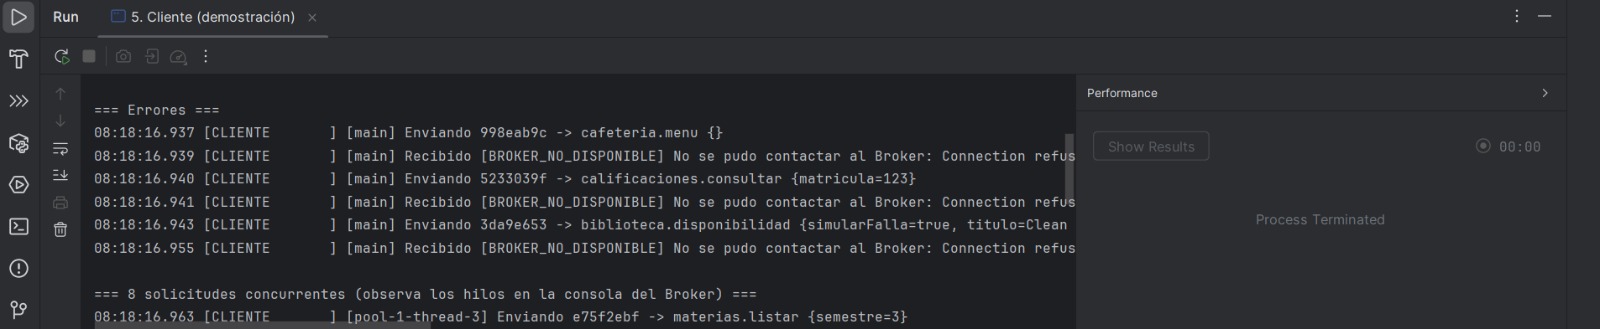 Run
5. Cliente (demostración)
=== Errores ===
08:18:16.937 [CLIENTE       ] [main] Enviando 998eab9c -> cafeteria.menu {}
08:18:16.939 [CLIENTE       ] [main] Recibido [BROKER_NO_DISPONIBLE] No se pudo contactar al Broker: Connection refus
08:18:16.940 [CLIENTE       ] [main] Enviando 5233039f -> calificaciones.consultar {matricula=123}
08:18:16.941 [CLIENTE       ] [main] Recibido [BROKER_NO_DISPONIBLE] No se pudo contactar al Broker: Connection refus
08:18:16.943 [CLIENTE       ] [main] Enviando 3da9e653 -> biblioteca.disponibilidad {simularFalla=true, titulo=Clean
08:18:16.955 [CLIENTE       ] [main] Recibido [BROKER_NO_DISPONIBLE] No se pudo contactar al Broker: Connection refus
=== 8 solicitudes concurrentes (observa los hilos en la consola del Broker) ===
08:18:16.963 [CLIENTE       ] [pool-1-thread-3] Enviando e75f2ebf -> materias.listar {semestre=3}
Performance
Show Results
00:00
Process Terminated